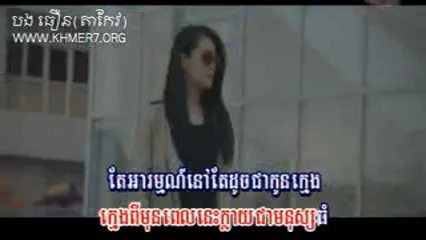 បង ធឿន(តាកែវ)
WWW.KHMER7.ORG
តែអារម្មណ៍នៅតែដូចជាកូនក្មេង
ក្មេងពីមុន ពេលនេះក្លាយជាមនុស្សធំ